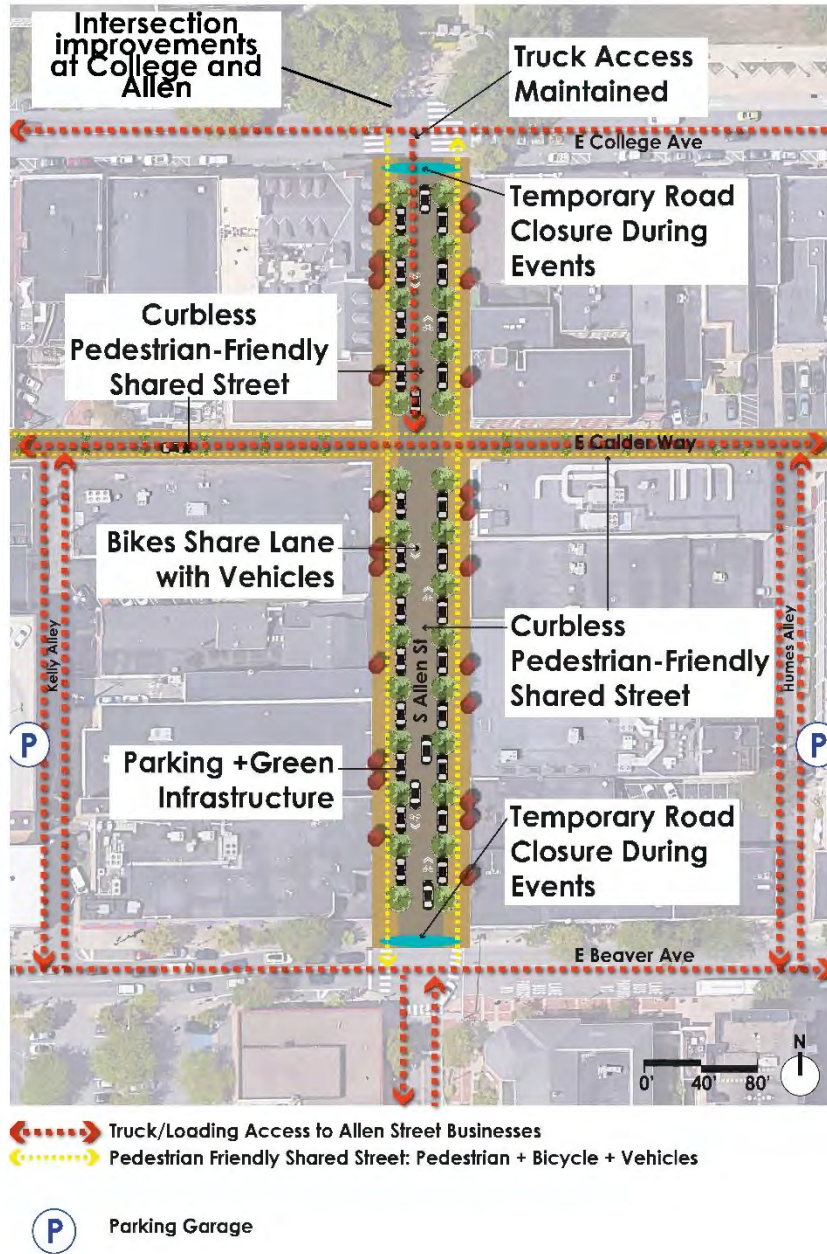 Intersection
improvements
at College and
Allen
Truck Access
Maintained
E College Ave
Temporary Road
Closure During
Events
Curbless
Pedestrian-Friendly
Shared Street
E Calder Way
Bikes Share Lane
with Vehicles
Kelly Alley
S Allen St
Curbless
Pedestrian-Friendly
Shared Street
Humes Alley
P
P
Parking +Green
Infrastructure
Temporary Road
Closure During
Events
E Beaver Ave
N
0' 40' 80'
Truck/Loading Access to Allen Street Businesses
Pedestrian Friendly Shared Street: Pedestrian + Bicycle + Vehicles
P Parking Garage